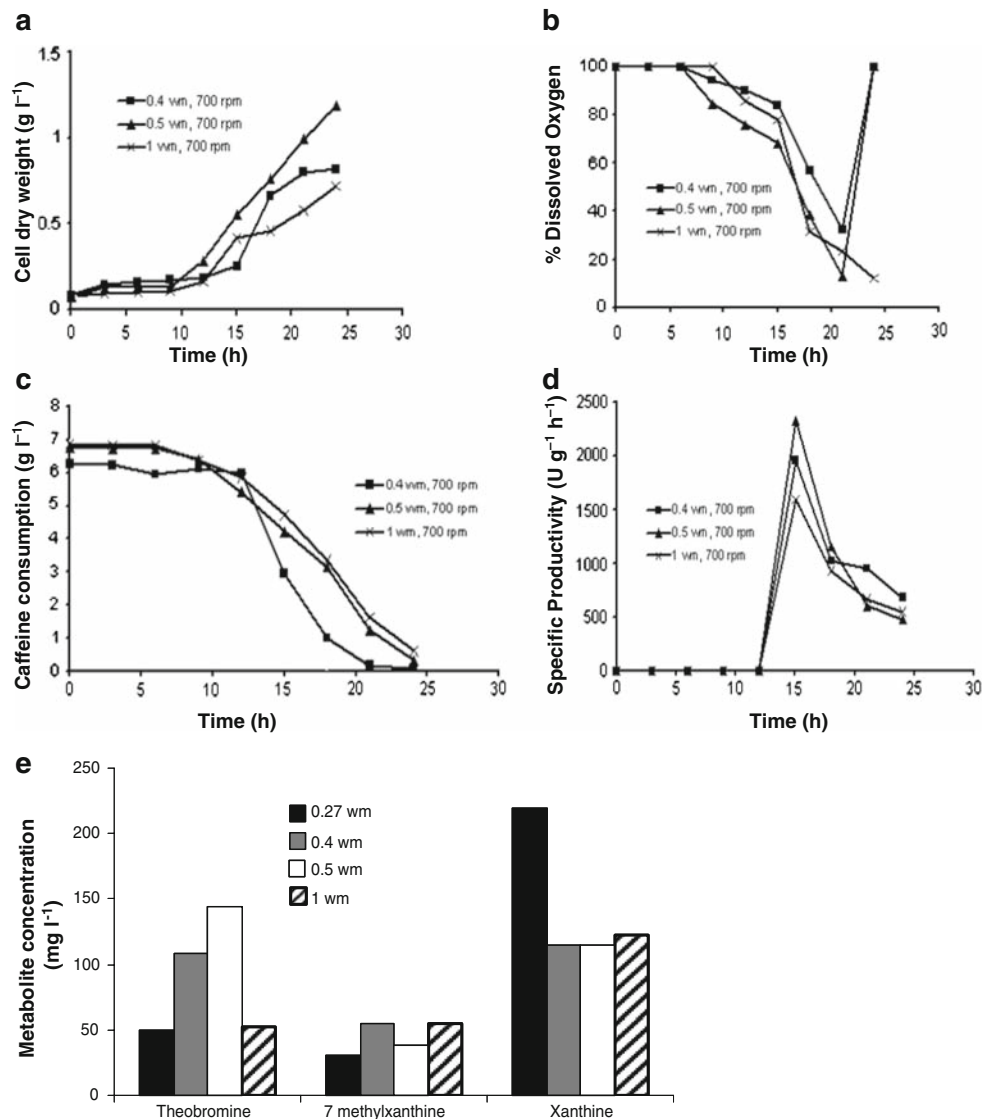 a
Cell dry weight (g l⁻¹)
1.5
1
0.5
0
0 5 10 15 20 25 30
Time (h)
0.4 vvm, 700 rpm
0.5 vvm, 700 rpm
1 vvm, 700 rpm
b
% Dissolved Oxygen
100
80
60
40
20
0
0 5 10 15 20 25 30
Time (h)
0.4 vvm, 700 rpm
0.5 vvm, 700 rpm
1 vvm, 700 rpm
c
Caffeine consumption (g l⁻¹)
8
7
6
5
4
3
2
1
0
0 5 10 15 20 25 30
Time (h)
0.4 vvm, 700 rpm
0.5 vvm, 700 rpm
1 vvm, 700 rpm
d
Specific Productivity (U g⁻¹ h⁻¹)
2500
2000
1500
1000
500
0
0 5 10 15 20 25 30
Time (h)
0.4 vvm, 700 rpm
0.5 vvm, 700 rpm
1 vvm, 700 rpm
e
Metabolite concentration
(mg l⁻¹)
250
200
150
100
50
0
0.27 vvm
0.4 vvm
0.5 vvm
1 vvm
Theobromine 7 methylxanthine Xanthine